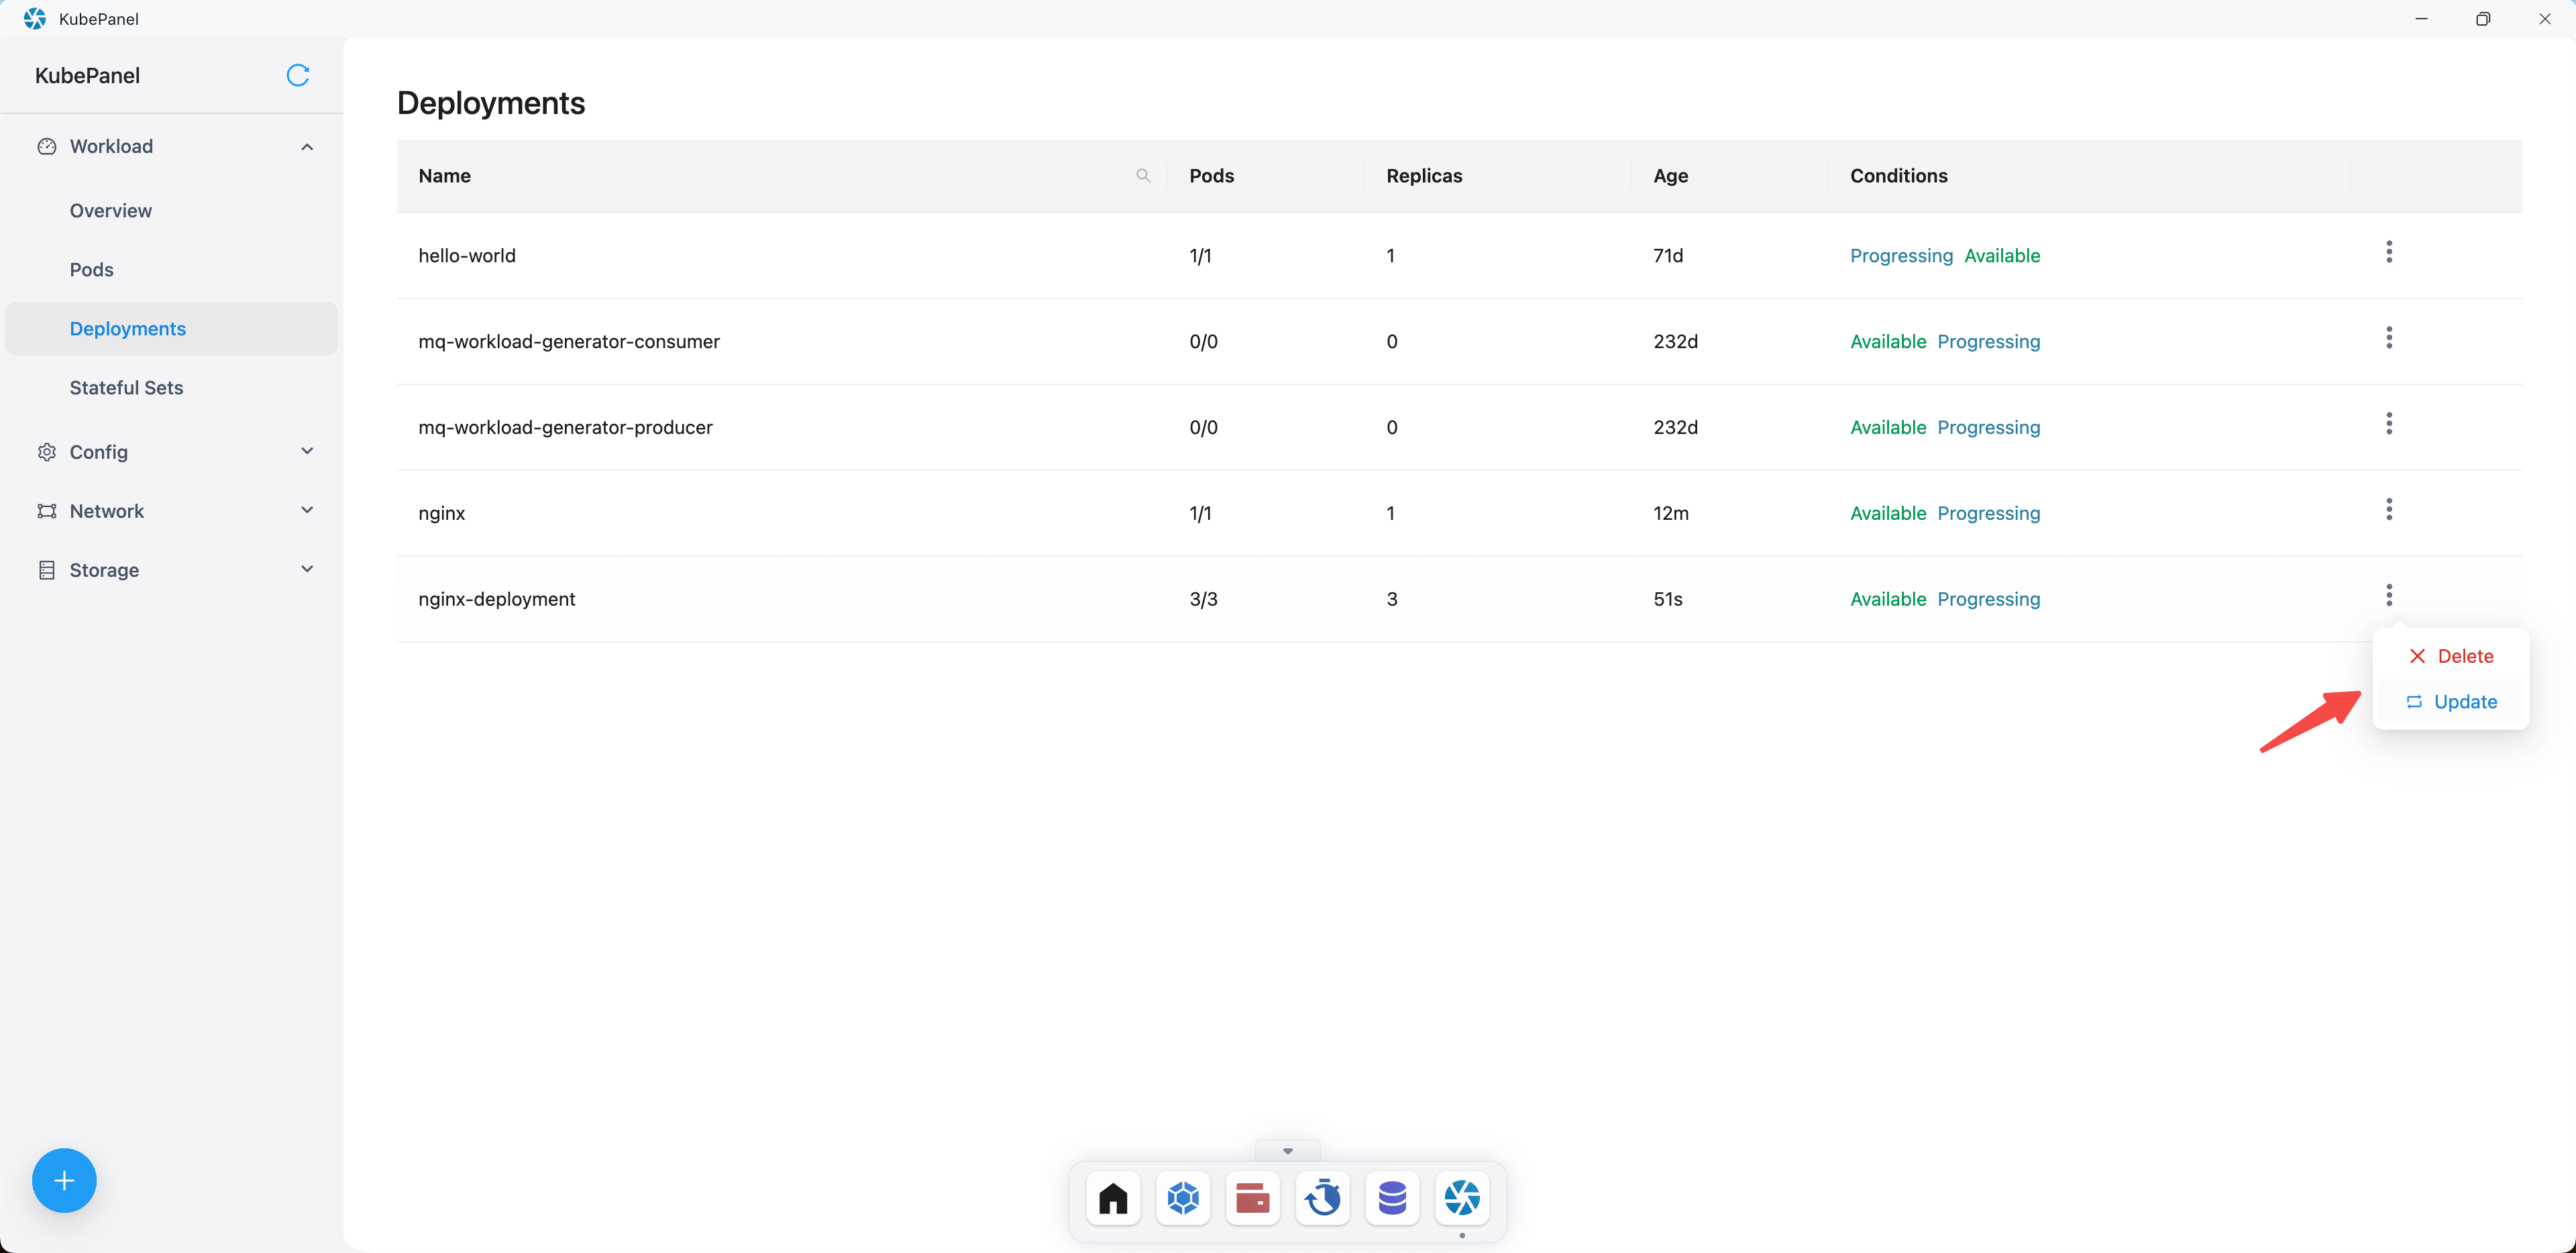 KubePanel
KubePanel
Workload
Overview
Pods
Deployments
Stateful Sets
Config
Network
Storage
Deployments
Name Pods Replicas Age Conditions
hello-world 1/1 1 71d Progressing Available
mq-workload-generator-consumer 0/0 0 232d Available Progressing
mq-workload-generator-producer 0/0 0 232d Available Progressing
nginx 1/1 1 12m Available Progressing
nginx-deployment 3/3 3 51s Available Progressing
Delete
Update